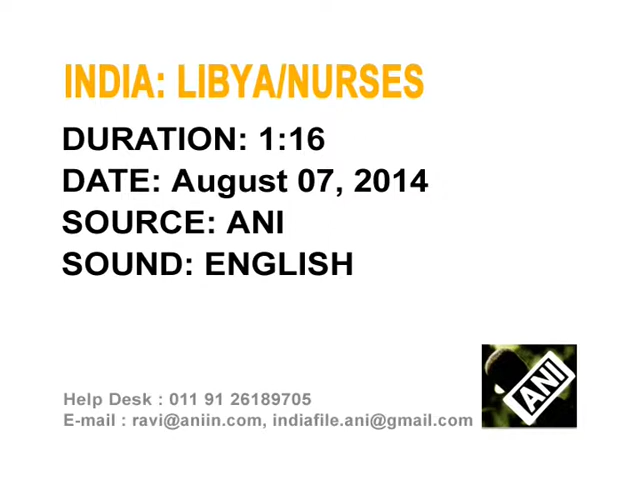 INDIA: LIBYA/NURSES
DURATION: 1:16
DATE: August 07, 2014
SOURCE: ANI
SOUND: ENGLISH
Help Desk : 011 91 26189705
E-mail : ravi@aniin.com, indiafile.ani@gmail.com
ANI